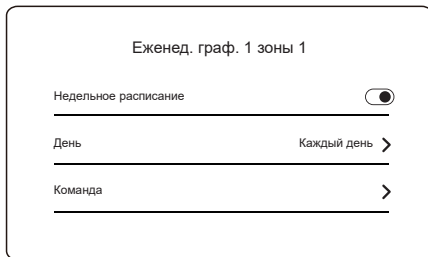 Еженед. граф. 1 зоны 1
Недельное расписание
День Каждый день
Команда